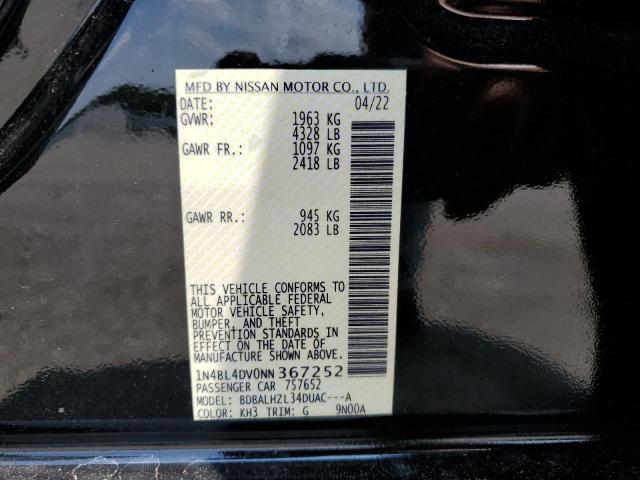 MFD BY NISSAN MOTOR CO., LTD.
DATE: 04/22
GVWR: 1963 KG
4328 LB
GAWR FR.: 1097 KG
2418 LB
GAWR RR.: 945 KG
2083 LB
THIS VEHICLE CONFORMS TO
ALL APPLICABLE FEDERAL
MOTOR VEHICLE SAFETY,
BUMPER, AND THEFT
PREVENTION STANDARDS IN
EFFECT ON THE DATE OF
MANUFACTURE SHOWN ABOVE.
1N4BL4DV0NN367252
PASSENGER CAR 757652
MODEL: BDBALHZL34DUAC---A
COLOR: KH3 TRIM: G 9N00A